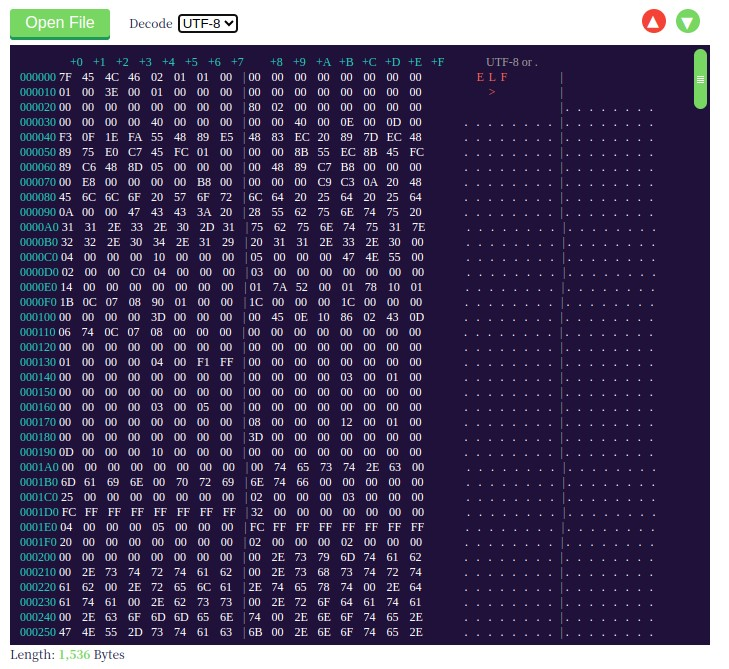 Open File Decode UTF-8
+0 +1 +2 +3 +4 +5 +6 +7 +8 +9 +A +B +C +D +E +F UTF-8 or .
000000 7F 45 4C 46 02 01 01 00 | 00 00 00 00 00 00 00 00 E L F |
000010 01 00 3E 00 01 00 00 00 | 00 00 00 00 00 00 00 00 > |
000020 00 00 00 00 00 00 00 00 | 80 02 00 00 00 00 00 00 | . . . . . . . .
000030 00 00 00 00 40 00 00 00 | 00 00 40 00 0E 00 0D 00 . . . . . . . . | . . . . . . . .
000040 F3 0F 1E FA 55 48 89 E5 | 48 83 EC 20 89 7D EC 48 . . . . . . . . | . . . . . . . .
000050 89 75 E0 C7 45 FC 01 00 | 00 00 8B 55 EC 8B 45 FC . . . . . . . . | . . . . . . . .
000060 89 C6 48 8D 05 00 00 00 | 00 48 89 C7 B8 00 00 00 . . . . . . . . | . . . . . . . .
000070 00 E8 00 00 00 00 B8 00 | 00 00 00 C9 C3 0A 20 48 . . . . . . . . | . . . . . . . .
000080 45 6C 6C 6F 20 57 6F 72 | 6C 64 20 25 64 20 25 64 . . . . . . . . | . . . . . . . .
000090 0A 00 00 47 43 43 3A 20 | 28 55 62 75 6E 74 75 20 . . . . . . . . | . . . . . . . .
0000A0 31 31 2E 33 2E 30 2D 31 | 75 62 75 6E 74 75 31 7E . . . . . . . . | . . . . . . . .
0000B0 32 32 2E 30 34 2E 31 29 | 20 31 31 2E 33 2E 30 00 . . . . . . . . | . . . . . . . .
0000C0 04 00 00 00 10 00 00 00 | 05 00 00 00 47 4E 55 00 . . . . . . . . | . . . . . . . .
0000D0 02 00 00 C0 04 00 00 00 | 03 00 00 00 00 00 00 00 . . . . . . . . | . . . . . . . .
0000E0 14 00 00 00 00 00 00 00 | 01 7A 52 00 01 78 10 01 . . . . . . . . | . . . . . . . .
0000F0 1B 0C 07 08 90 01 00 00 | 1C 00 00 00 1C 00 00 00 . . . . . . . . | . . . . . . . .
000100 00 00 00 00 3D 00 00 00 | 00 45 0E 10 86 02 43 0D . . . . . . . . | . . . . . . . .
000110 06 74 0C 07 08 00 00 00 | 00 00 00 00 00 00 00 00 . . . . . . . . | . . . . . . . .
000120 00 00 00 00 00 00 00 00 | 00 00 00 00 00 00 00 00 . . . . . . . . | . . . . . . . .
000130 01 00 00 00 04 00 F1 FF | 00 00 00 00 00 00 00 00 . . . . . . . . | . . . . . . . .
000140 00 00 00 00 00 00 00 00 | 00 00 00 00 03 00 01 00 . . . . . . . . | . . . . . . . .
000150 00 00 00 00 00 00 00 00 | 00 00 00 00 00 00 00 00 . . . . . . . . | . . . . . . . .
000160 00 00 00 00 03 00 05 00 | 00 00 00 00 00 00 00 00 . . . . . . . . | . . . . . . . .
000170 00 00 00 00 00 00 00 00 | 08 00 00 00 12 00 01 00 . . . . . . . . | . . . . . . . .
000180 00 00 00 00 00 00 00 00 | 3D 00 00 00 00 00 00 00 . . . . . . . . | . . . . . . . .
000190 0D 00 00 00 10 00 00 00 | 00 00 00 00 00 00 00 00 . . . . . . . . | . . . . . . . .
0001A0 00 00 00 00 00 00 00 00 | 00 74 65 73 74 2E 63 00 . . . . . . . . | . . . . . . . .
0001B0 6D 61 69 6E 00 70 72 69 | 6E 74 66 00 00 00 00 00 . . . . . . . . | . . . . . . . .
0001C0 25 00 00 00 00 00 00 00 | 02 00 00 00 03 00 00 00 . . . . . . . . | . . . . . . . .
0001D0 FC FF FF FF FF FF FF FF | 32 00 00 00 00 00 00 00 . . . . . . . . | . . . . . . . .
0001E0 04 00 00 00 05 00 00 00 | FC FF FF FF FF FF FF FF . . . . . . . . | . . . . . . . .
0001F0 20 00 00 00 00 00 00 00 | 02 00 00 00 02 00 00 00 . . . . . . . . | . . . . . . . .
000200 00 00 00 00 00 00 00 00 | 00 2E 73 79 6D 74 61 62 . . . . . . . . | . . . . . . . .
000210 00 2E 73 74 72 74 61 62 | 00 2E 73 68 73 74 72 74 . . . . . . . . | . . . . . . . .
000220 61 62 00 2E 72 65 6C 61 | 2E 74 65 78 74 00 2E 64 . . . . . . . . | . . . . . . . .
000230 61 74 61 00 2E 62 73 73 | 00 2E 72 6F 64 61 74 61 . . . . . . . . | . . . . . . . .
000240 00 2E 63 6F 6D 6D 65 6E | 74 00 2E 6E 6F 74 65 2E . . . . . . . . | . . . . . . . .
000250 47 4E 55 2D 73 74 61 63 | 6B 00 2E 6E 6F 74 65 2E . . . . . . . . | . . . . . . . .
Length: 1,536 Bytes